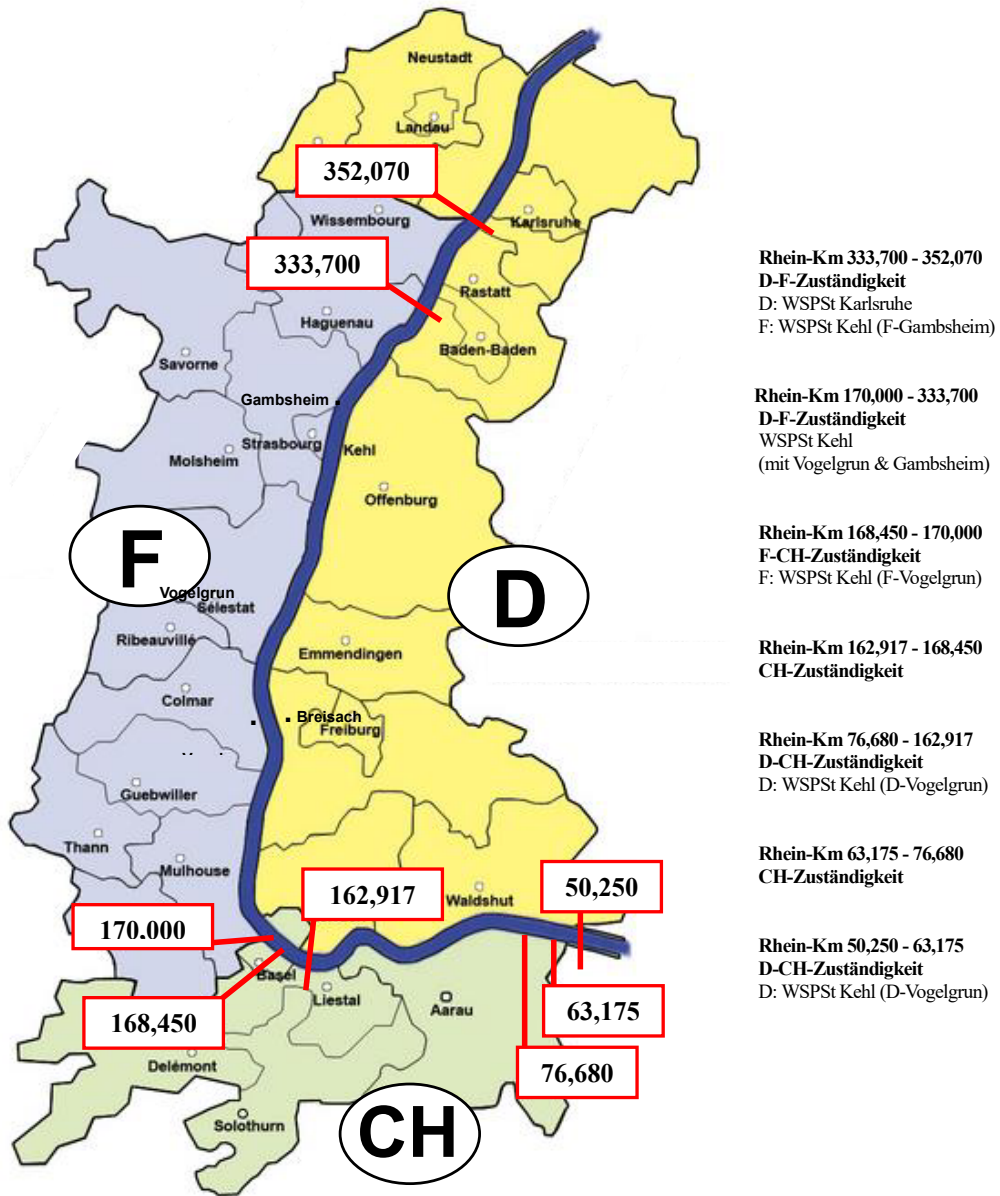 Neustadt
Landau
352,070
Wissembourg
Karlsruhe
333,700
Rastatt
Haguenau
Baden-Baden
Savorne
Gambsheim
Strasbourg
Kehl
Molsheim
Offenburg
F
D
Vogelgrun
Sélestat
Ribeauvillé
Emmendingen
Colmar
Breisach
Freiburg
Guebwiller
Thann
Mulhouse
162,917
Waldshut
50,250
170,000
Basel
Liestal
Aarau
168,450
63,175
Delémont
76,680
Solothurn
CH
Rhein-Km 333,700 - 352,070
D-F-Zuständigkeit
D: WSPSt Karlsruhe
F: WSPSt Kehl (F-Gambsheim)
Rhein-Km 170,000 - 333,700
D-F-Zuständigkeit
WSPSt Kehl
(mit Vogelgrun & Gambsheim)
Rhein-Km 168,450 - 170,000
F-CH-Zuständigkeit
F: WSPSt Kehl (F-Vogelgrun)
Rhein-Km 162,917 - 168,450
CH-Zuständigkeit
Rhein-Km 76,680 - 162,917
D-CH-Zuständigkeit
D: WSPSt Kehl (D-Vogelgrun)
Rhein-Km 63,175 - 76,680
CH-Zuständigkeit
Rhein-Km 50,250 - 63,175
D-CH-Zuständigkeit
D: WSPSt Kehl (D-Vogelgrun)